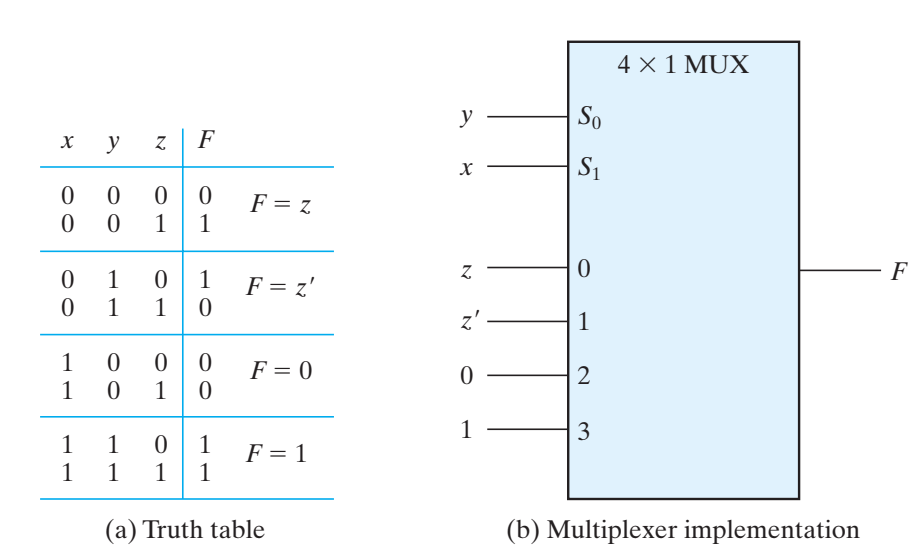 x y z F
0 0 0 0 F = z
0 0 1 1
0 1 0 1 F = z′
0 1 1 0
1 0 0 0 F = 0
1 0 1 0
1 1 0 1 F = 1
1 1 1 1
(a) Truth table
4 × 1 MUX
y S₀
x S₁
z 0 F
z′ 1
0 2
1 3
(b) Multiplexer implementation